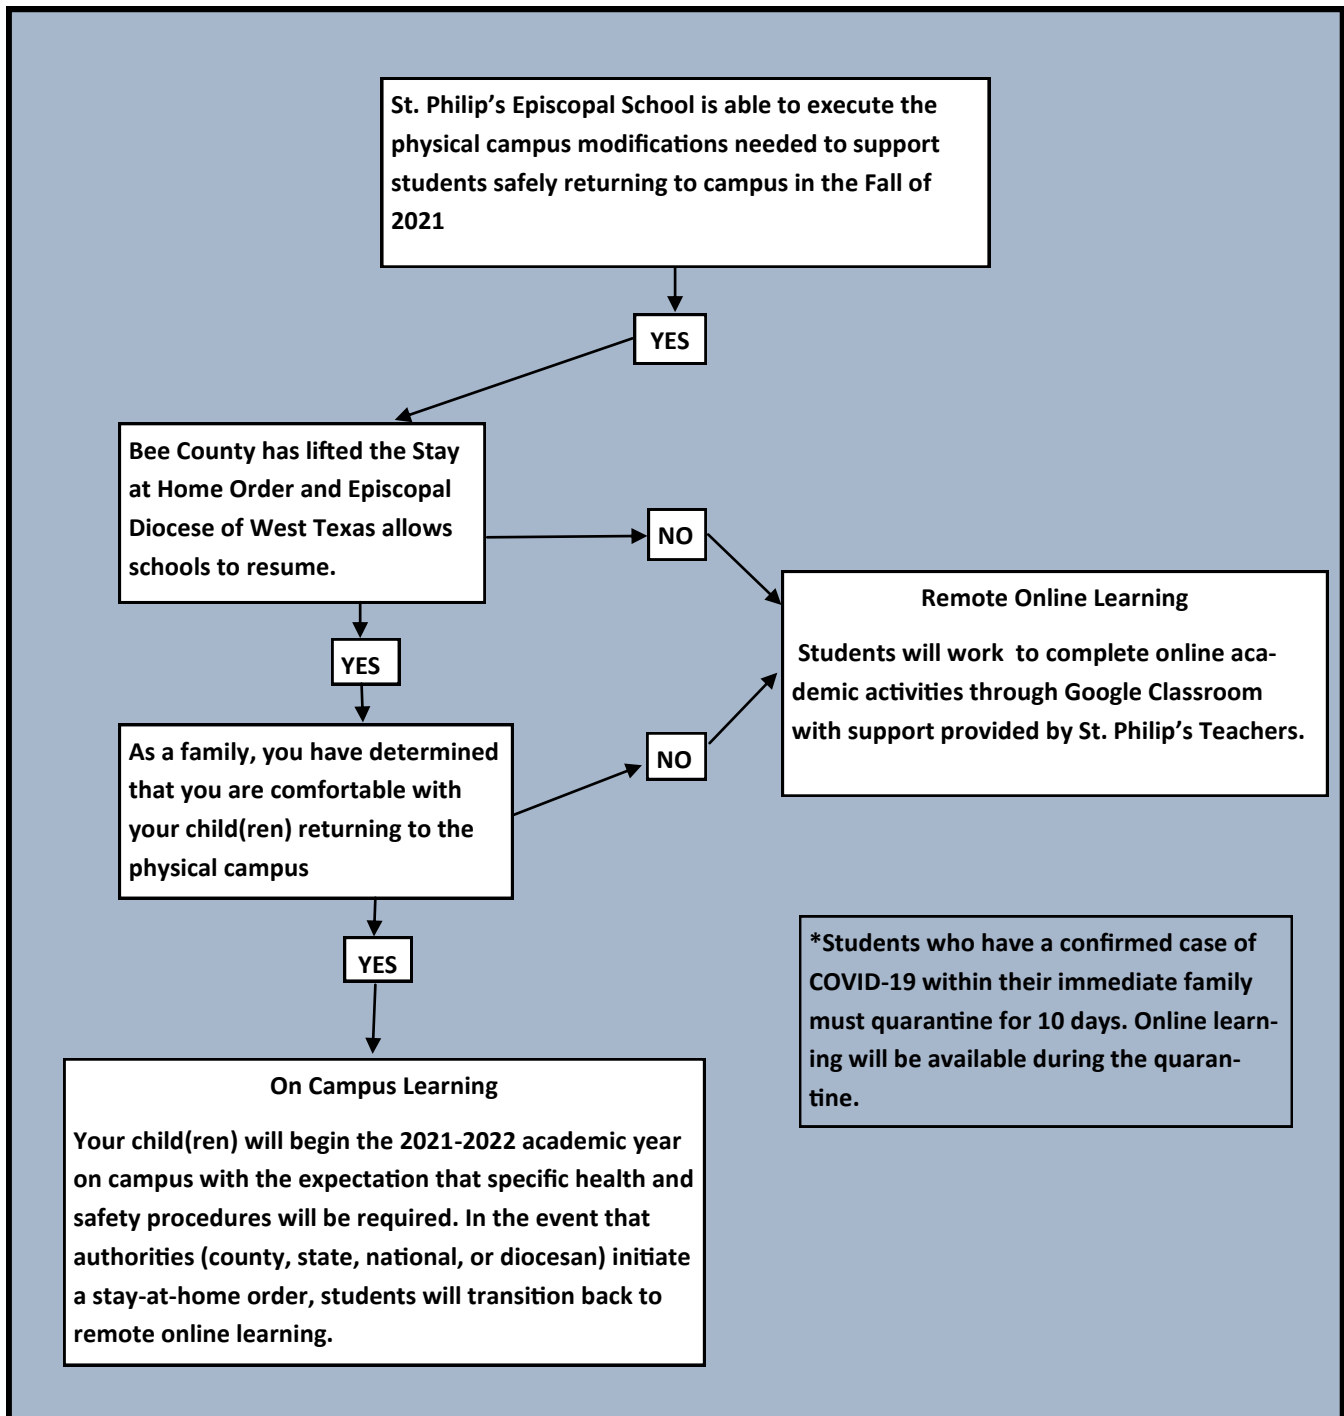 St. Philip’s Episcopal School is able to execute the
physical campus modifications needed to support
students safely returning to campus in the Fall of
2021
YES
Bee County has lifted the Stay
at Home Order and Episcopal
Diocese of West Texas allows
schools to resume.
NO
Remote Online Learning
Students will work  to complete online aca-
demic activities through Google Classroom
with support provided by St. Philip’s Teachers.
YES
As a family, you have determined
that you are comfortable with
your child(ren) returning to the
physical campus
NO
YES
*Students who have a confirmed case of
COVID-19 within their immediate family
must quarantine for 10 days. Online learn-
ing will be available during the quaran-
tine.
On Campus Learning
Your child(ren) will begin the 2021-2022 academic year
on campus with the expectation that specific health and
safety procedures will be required. In the event that
authorities (county, state, national, or diocesan) initiate
a stay-at-home order, students will transition back to
remote online learning.